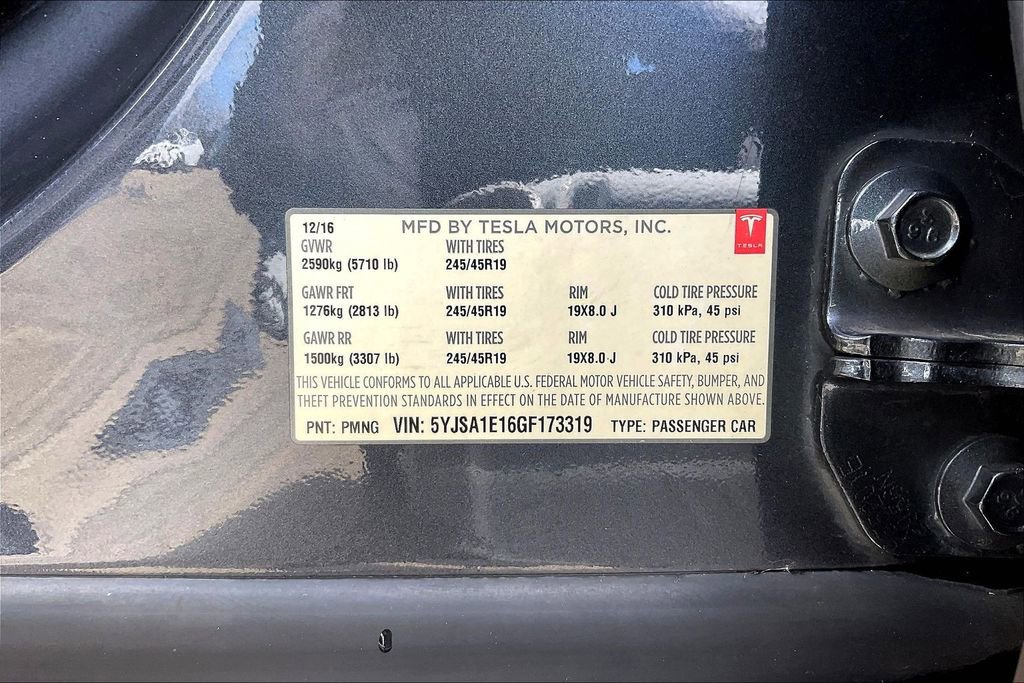 12/16 MFD BY TESLA MOTORS, INC.
TESLA
GVWR WITH TIRES
2590kg (5710 lb) 245/45R19
GAWR FRT WITH TIRES RIM COLD TIRE PRESSURE
1276kg (2813 lb) 245/45R19 19X8.0 J 310 kPa, 45 psi
GAWR RR WITH TIRES RIM COLD TIRE PRESSURE
1500kg (3307 lb) 245/45R19 19X8.0 J 310 kPa, 45 psi
THIS VEHICLE CONFORMS TO ALL APPLICABLE U.S. FEDERAL MOTOR VEHICLE SAFETY, BUMPER, AND
THEFT PREVENTION STANDARDS IN EFFECT ON THE DATE OF MANUFACTURE SHOWN ABOVE.
PNT: PMNG VIN: 5YJSA1E16GF173319 TYPE: PASSENGER CAR